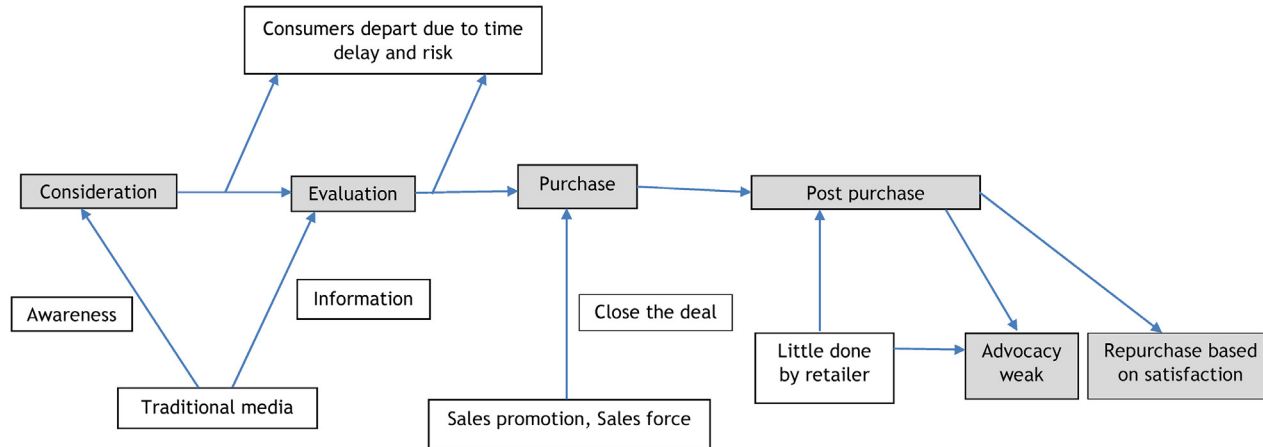 Consumers depart due to time
delay and risk
Consideration
Evaluation
Purchase
Post purchase
Awareness
Information
Close the deal
Traditional media
Sales promotion, Sales force
Little done
by retailer
Advocacy
weak
Repurchase based
on satisfaction